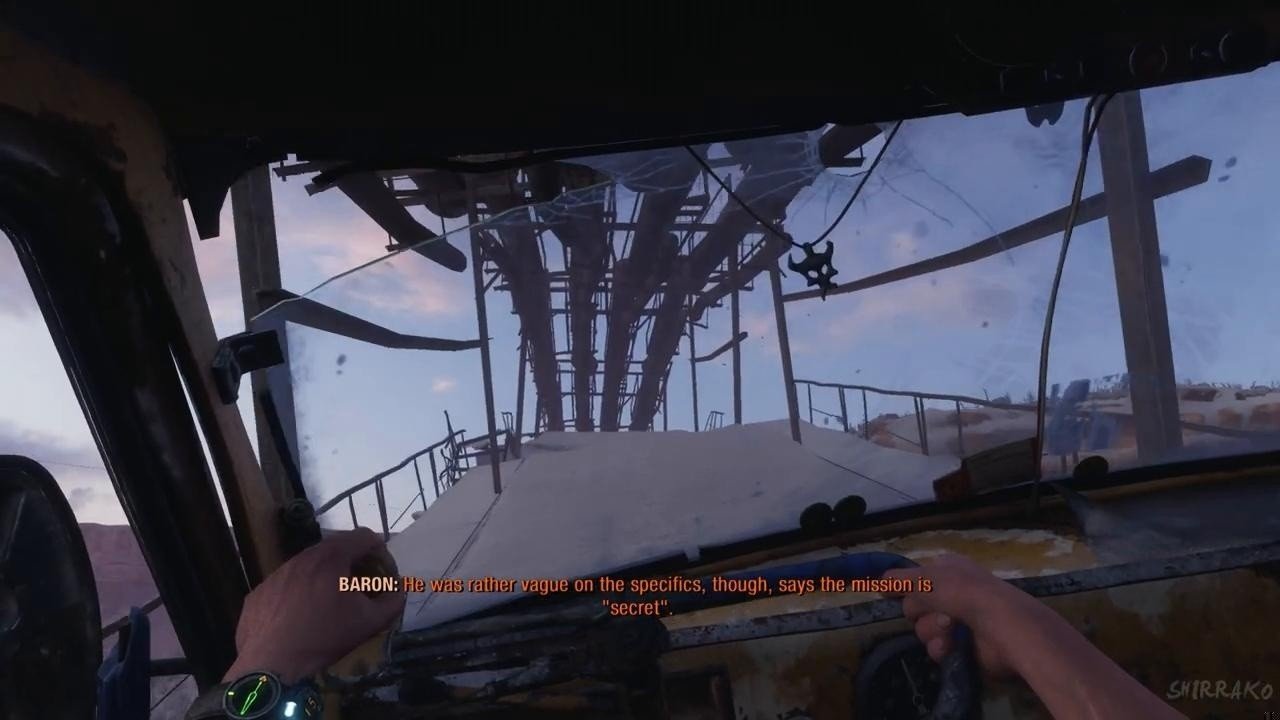 BARON: He was rather vague on the specifics, though, says the mission is
"secret".
SHIRRAKO